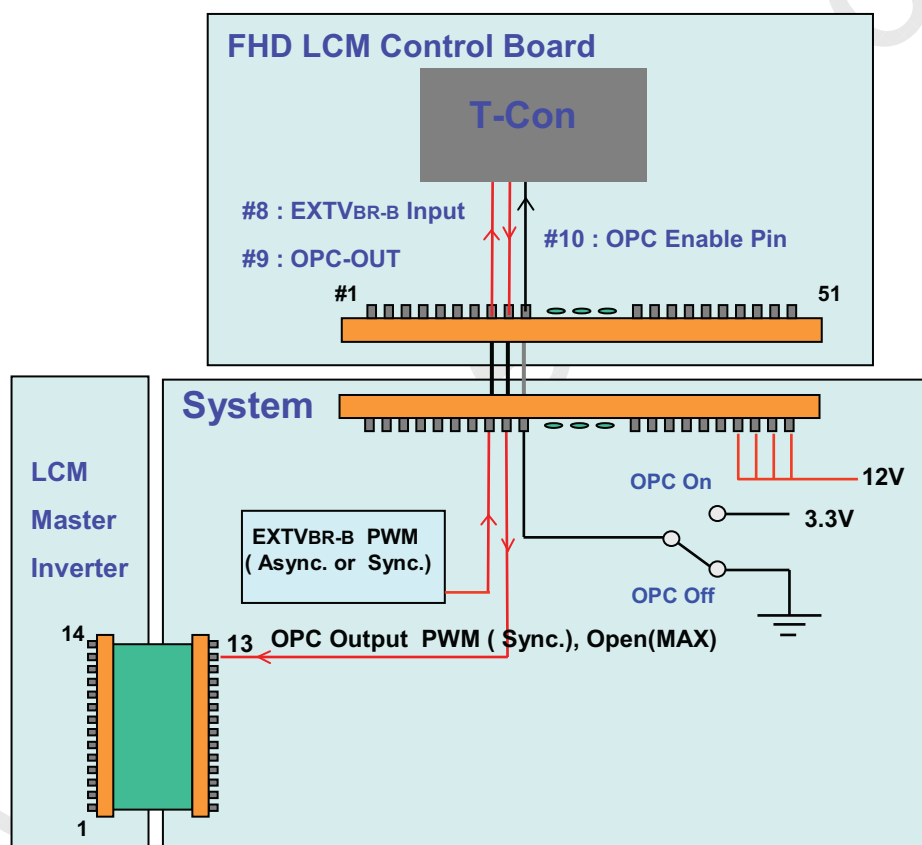 FHD LCM Control Board
T-Con
#8 : EXTVBR-B Input
#10 : OPC Enable Pin
#9 : OPC-OUT
#1
51
System
LCM
Master
Inverter
OPC On
12V
3.3V
EXTVBR-B PWM
( Async. or Sync.)
OPC Off
14
13
OPC Output PWM ( Sync.), Open(MAX)
1